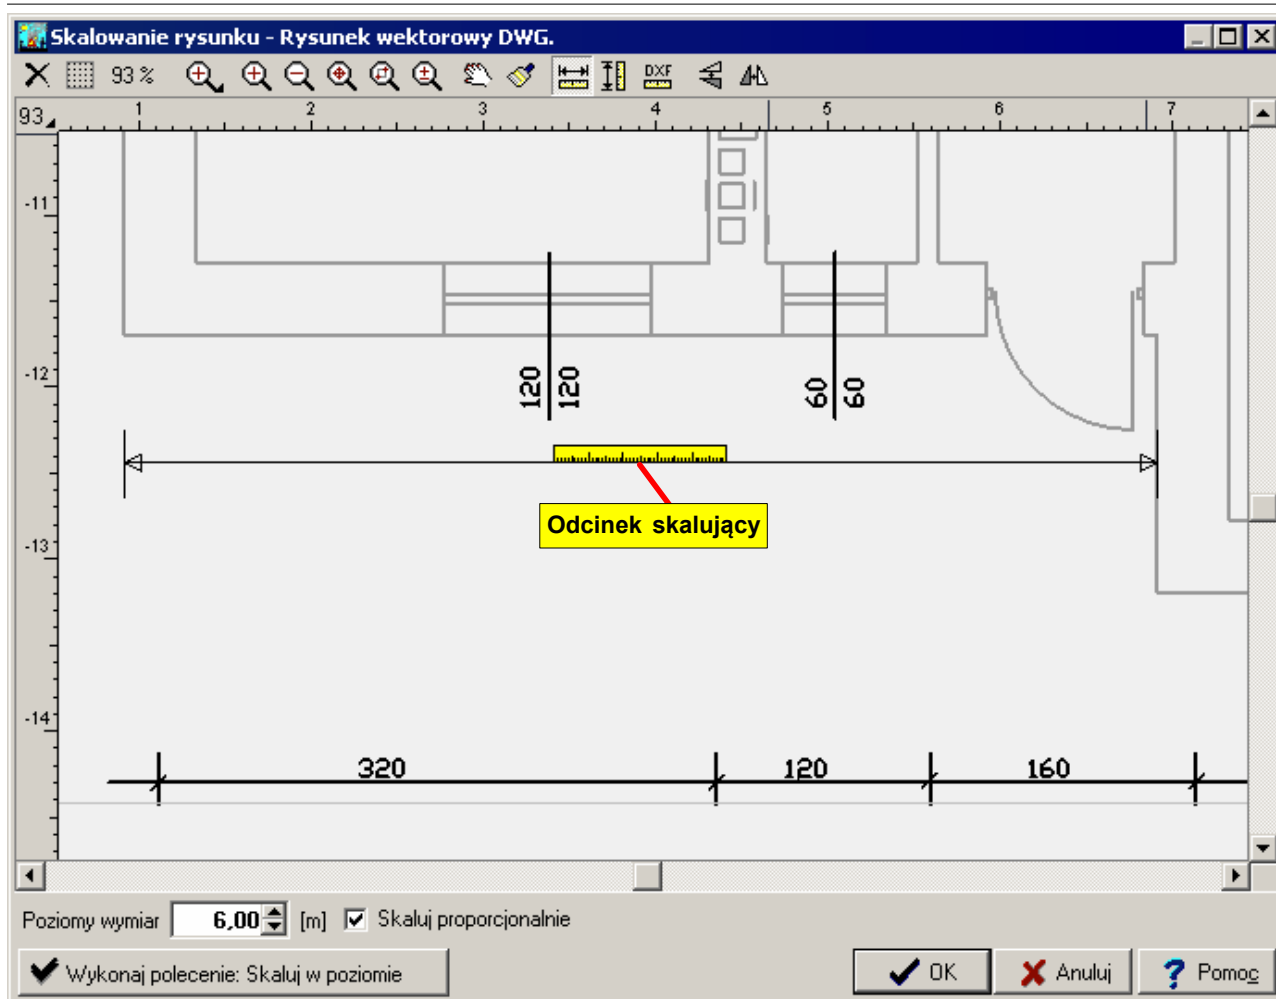 Skalowanie rysunku - Rysunek wektorowy DWG.
93 % DXF
93 1 2 3 4 5 6 7
-11
-12
120 120 60 60
Odcinek skalujący
-13
-14
320 120 160
Poziomy wymiar 6,00 [m] Skaluj proporcjonalnie
Wykonaj polecenie: Skaluj w poziomie OK Anuluj Pomoc